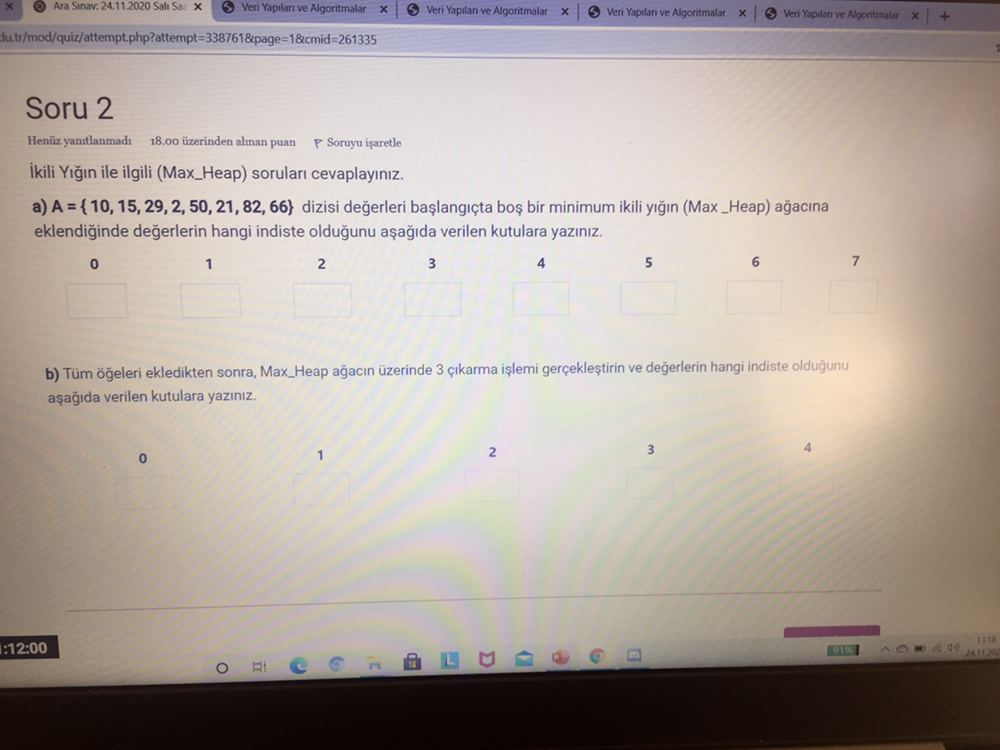 Ara Sınav: 24.11.2020 Salı Saa
Veri Yapıları ve Algoritmalar
Veri Yapıları ve Algoritmalar
Veri Yapıları ve Algoritmalar
Veri Yapıları ve Algoritmalar
du.tr/mod/quiz/attempt.php?attempt=338761&page=1&cmid=261335
Soru 2
Henüz yanıtlanmadı 18.00 üzerinden alınan puan Soruyu işaretle
İkili Yığın ile ilgili (Max_Heap) soruları cevaplayınız.
a) A = { 10, 15, 29, 2, 50, 21, 82, 66} dizisi değerleri başlangıçta boş bir minimum ikili yığın (Max _Heap) ağacına
eklendiğinde değerlerin hangi indiste olduğunu aşağıda verilen kutulara yazınız.
0 1 2 3 4 5 6 7
b) Tüm öğeleri ekledikten sonra, Max_Heap ağacın üzerinde 3 çıkarma işlemi gerçekleştirin ve değerlerin hangi indiste olduğunu
aşağıda verilen kutulara yazınız.
0 1 2 3 4
:12:00
L
91%
13:18
24.11.202